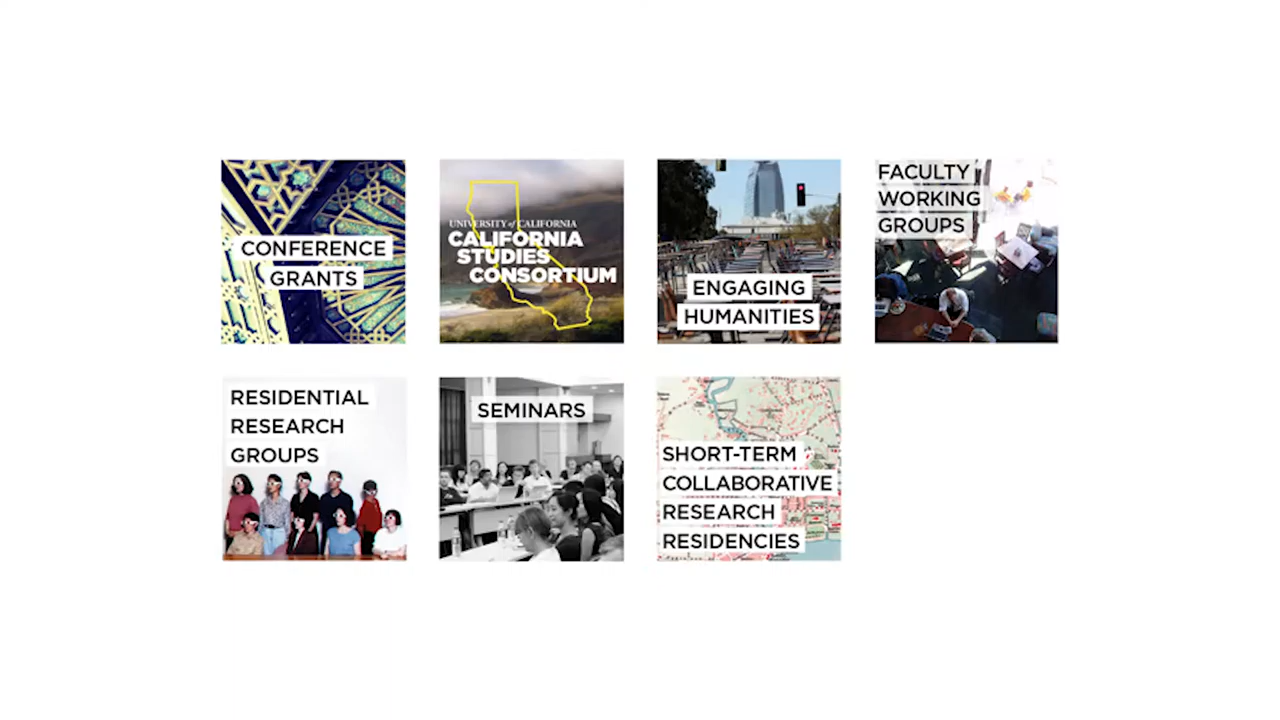 CONFERENCE
GRANTS
UNIVERSITY of CALIFORNIA
CALIFORNIA
STUDIES
CONSORTIUM
ENGAGING
HUMANITIES
FACULTY
WORKING
GROUPS
RESIDENTIAL
RESEARCH
GROUPS
SEMINARS
SHORT-TERM
COLLABORATIVE
RESEARCH
RESIDENCIES